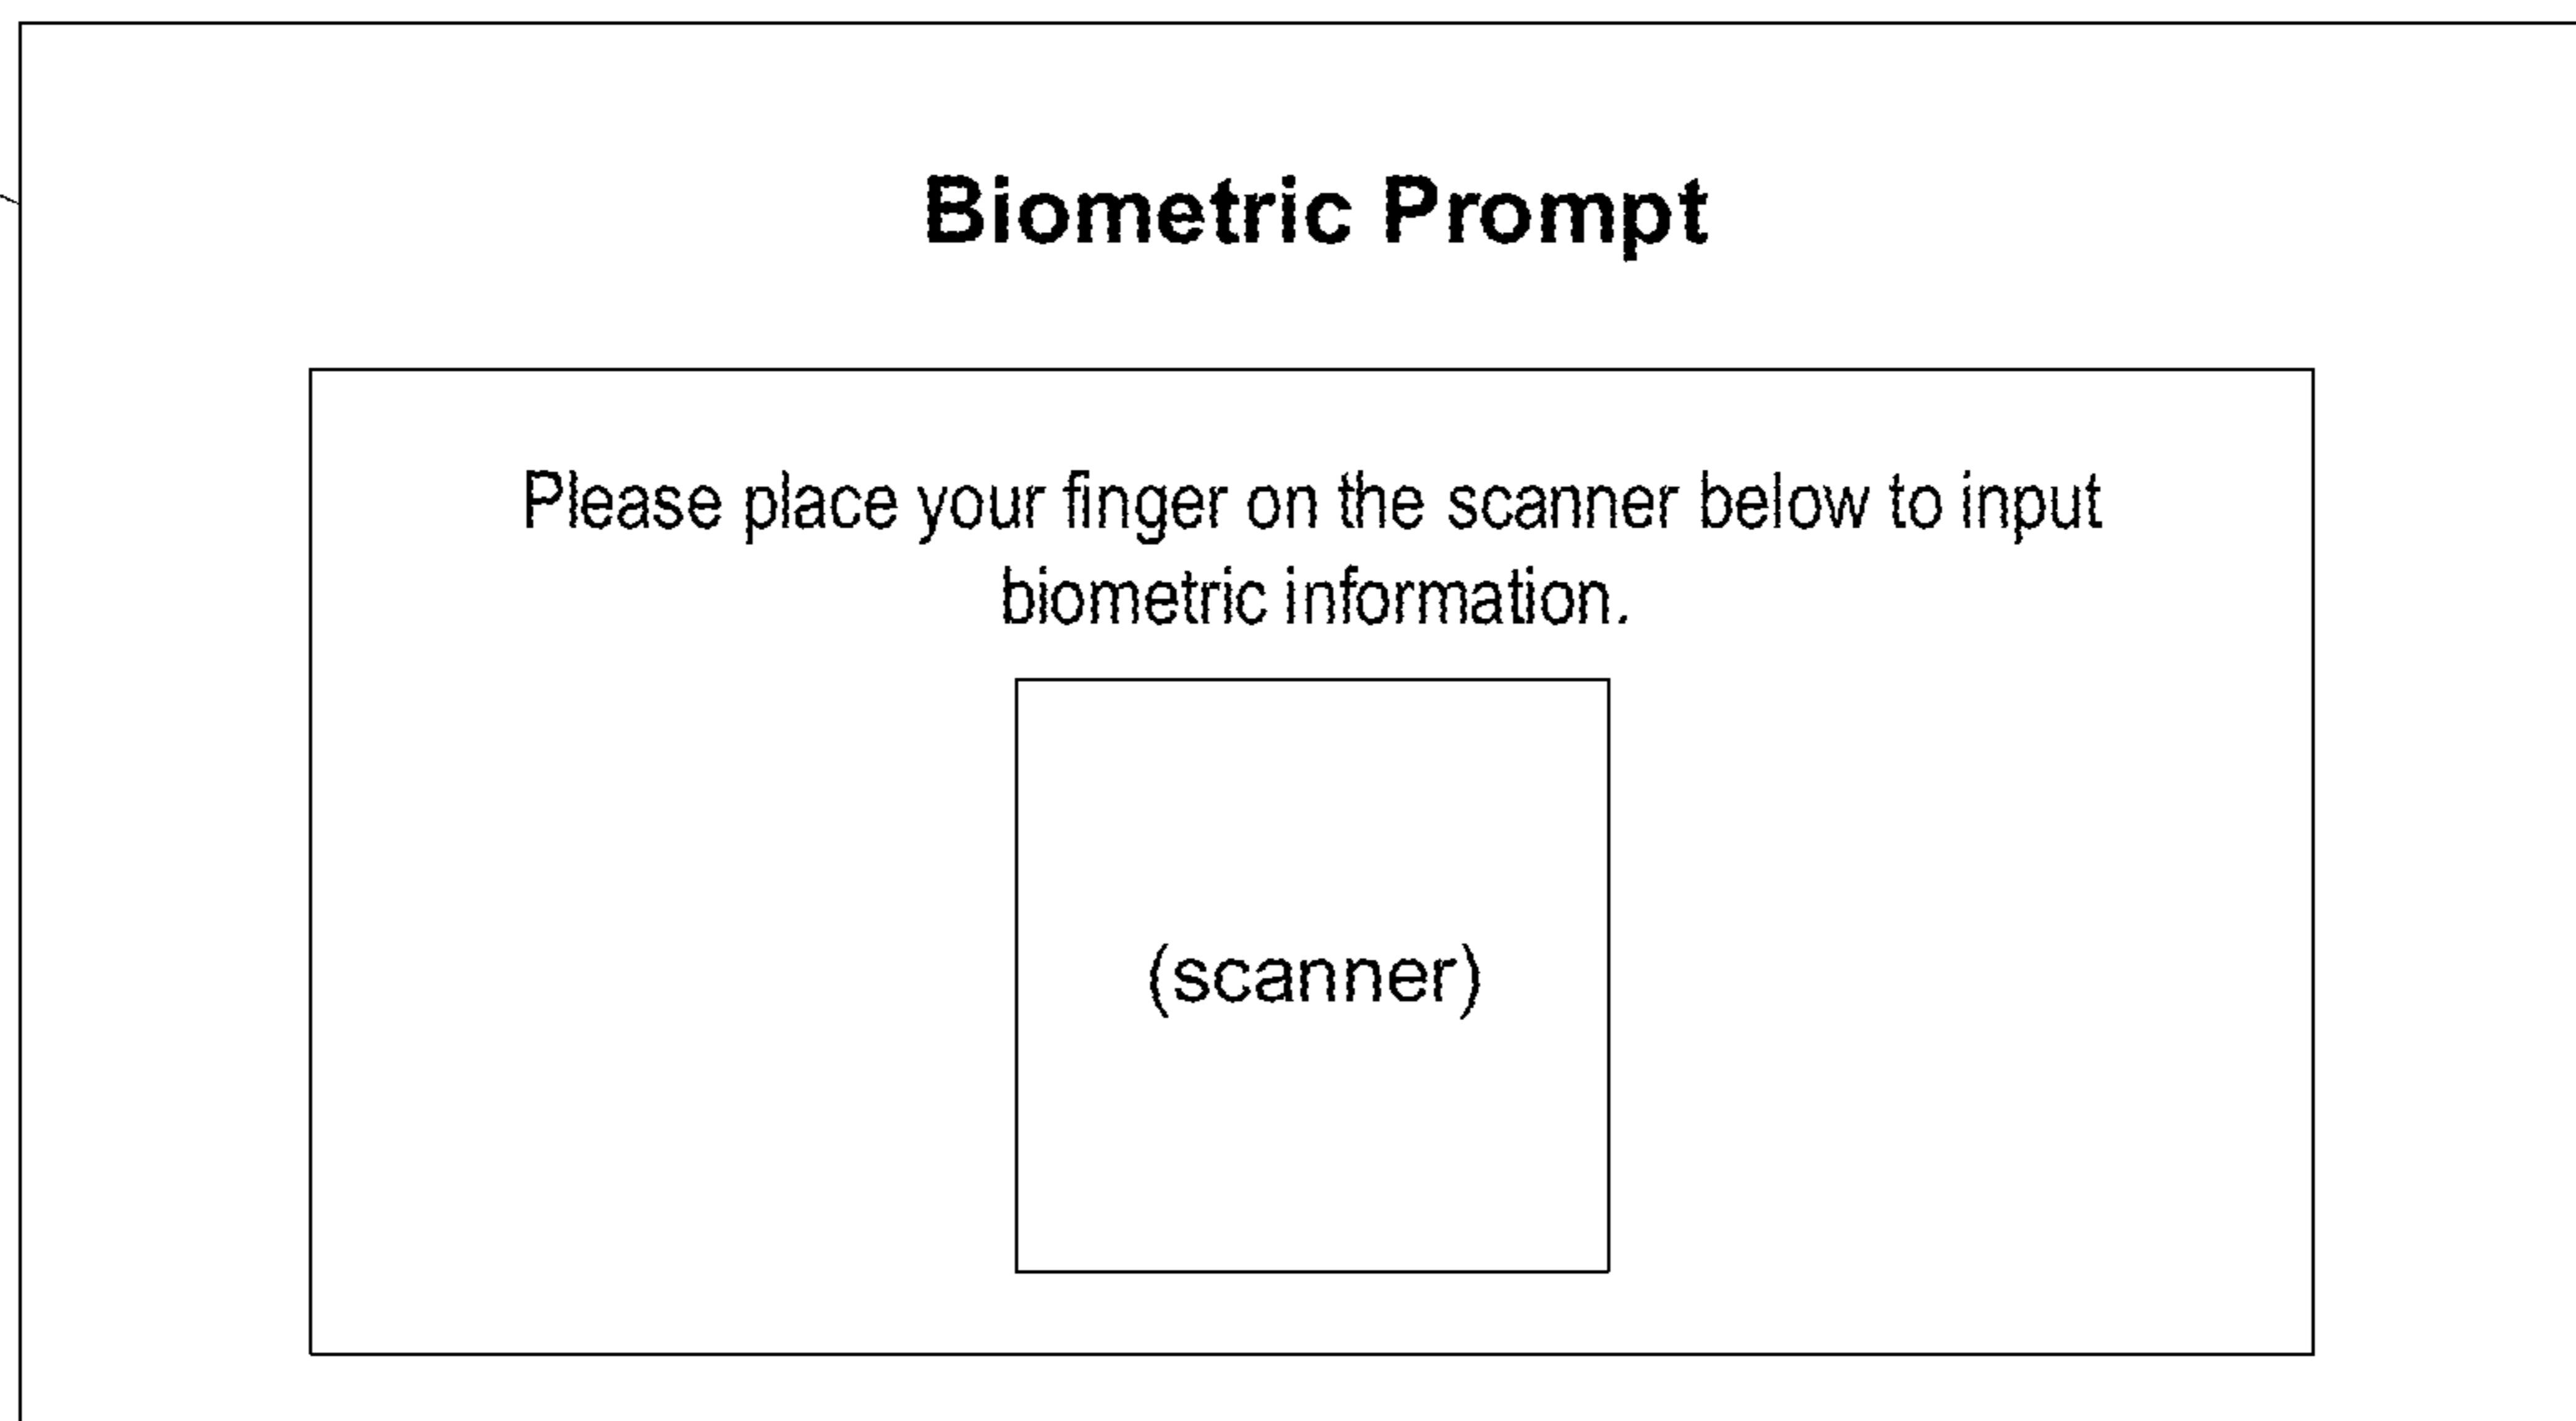 Biometric Prompt
Please place your finger on the scanner below to input
biometric information.
(scanner)